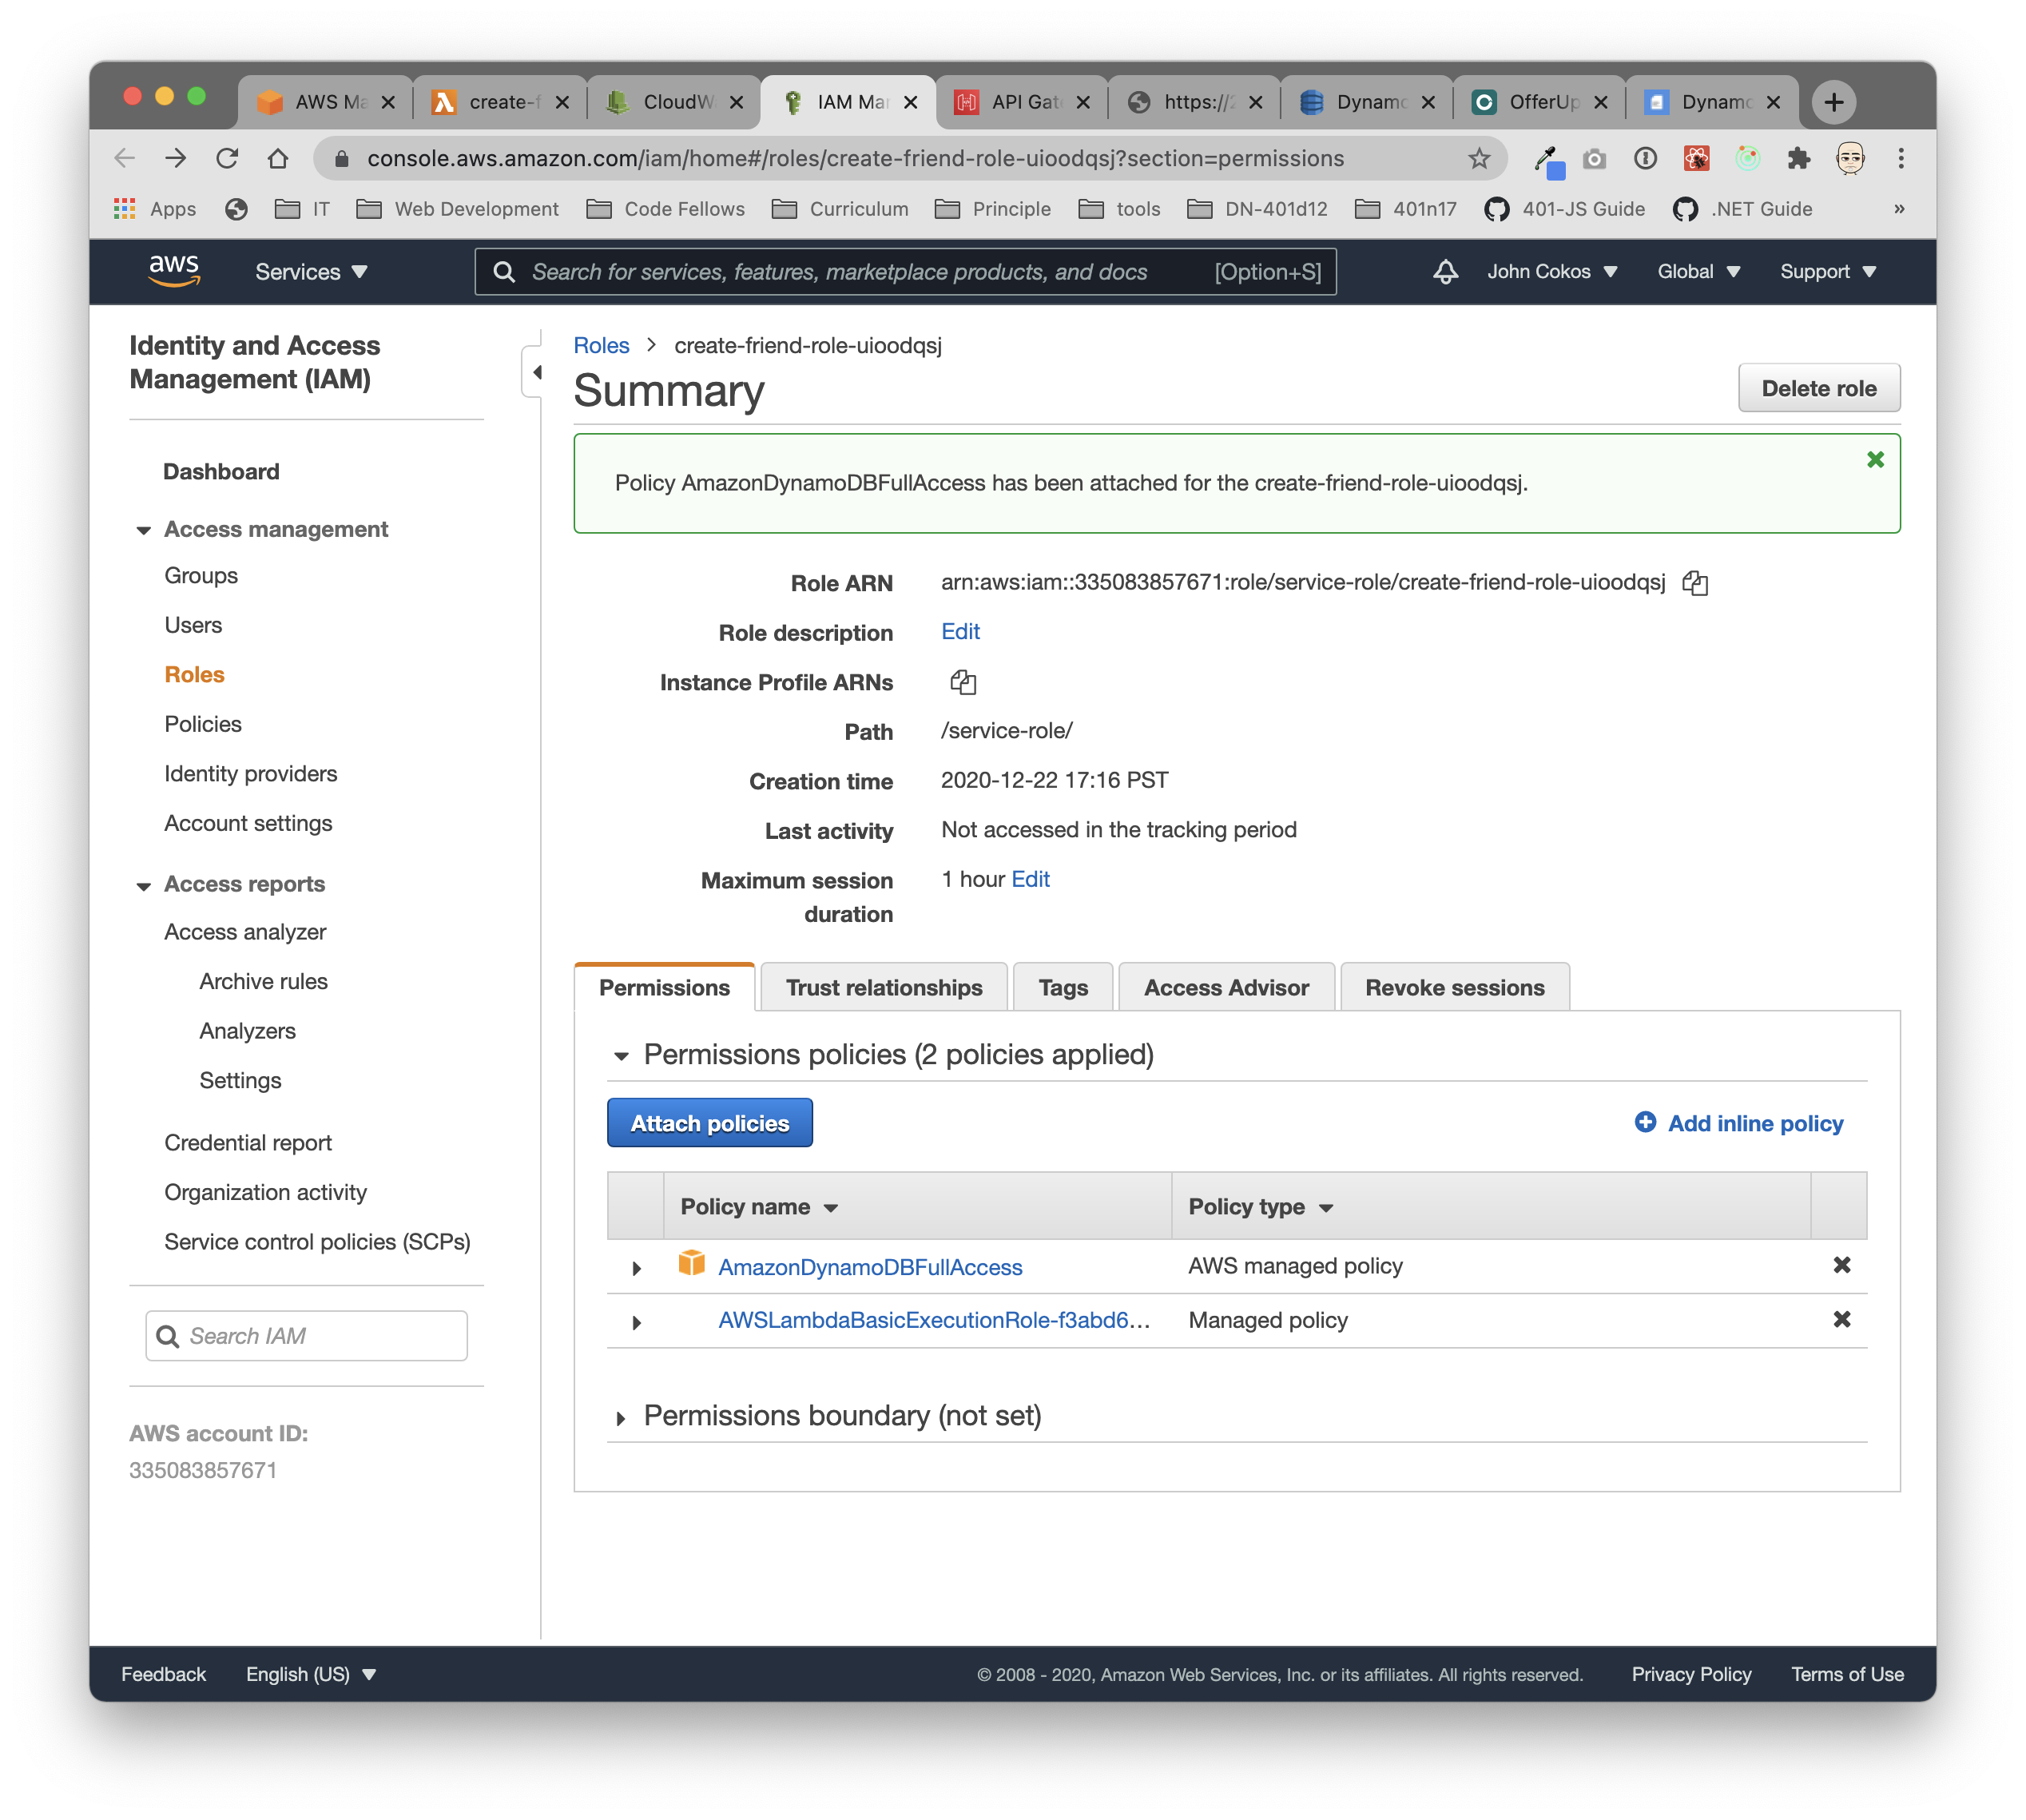 AWS Ma
create-f
CloudW
IAM Mar
API Gat
https://2
Dynamo
OfferUp
Dynamo
console.aws.amazon.com/iam/home#/roles/create-friend-role-uioodqsj?section=permissions
Apps
IT
Web Development
Code Fellows
Curriculum
Principle
tools
DN-401d12
401n17
401-JS Guide
.NET Guide
»
aws
Services
Search for services, features, marketplace products, and docs
[Option+S]
John Cokos
Global
Support
Identity and Access
Management (IAM)
Dashboard
Access management
Groups
Users
Roles
Policies
Identity providers
Account settings
Access reports
Access analyzer
Archive rules
Analyzers
Settings
Credential report
Organization activity
Service control policies (SCPs)
Search IAM
AWS account ID:
335083857671
Roles > create-friend-role-uioodqsj
Summary
Delete role
Policy AmazonDynamoDBFullAccess has been attached for the create-friend-role-uioodqsj.
Role ARN arn:aws:iam::335083857671:role/service-role/create-friend-role-uioodqsj
Role description Edit
Instance Profile ARNs
Path /service-role/
Creation time 2020-12-22 17:16 PST
Last activity Not accessed in the tracking period
Maximum session duration 1 hour Edit
Permissions
Trust relationships
Tags
Access Advisor
Revoke sessions
Permissions policies (2 policies applied)
Attach policies
Add inline policy
Policy name
Policy type
AmazonDynamoDBFullAccess AWS managed policy
AWSLambdaBasicExecutionRole-f3abd6... Managed policy
Permissions boundary (not set)
Feedback
English (US)
© 2008 - 2020, Amazon Web Services, Inc. or its affiliates. All rights reserved.
Privacy Policy
Terms of Use